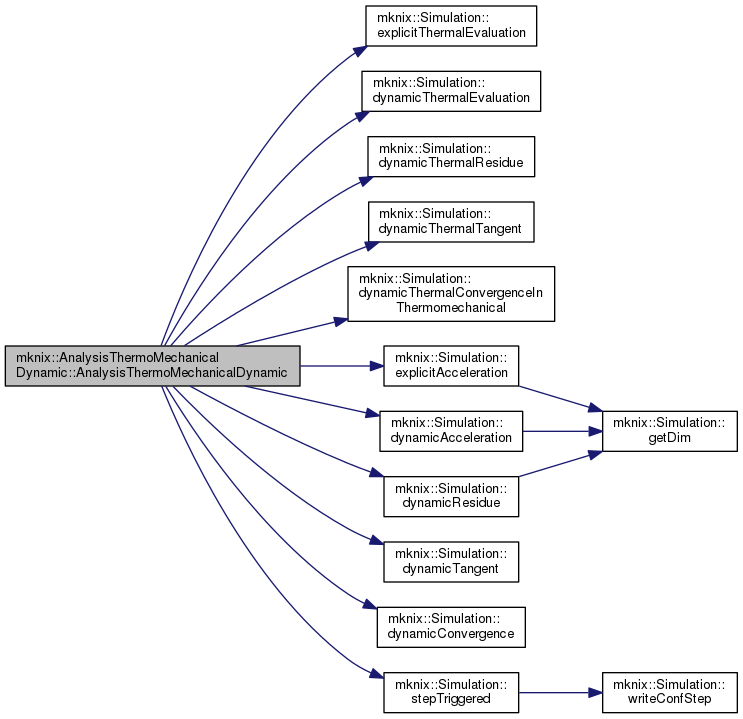 mknix::Simulation::
explicitThermalEvaluation
mknix::Simulation::
dynamicThermalEvaluation
mknix::Simulation::
dynamicThermalResidue
mknix::Simulation::
dynamicThermalTangent
mknix::Simulation::
dynamicThermalConvergenceIn
Thermomechanical
mknix::AnalysisThermoMechanical
Dynamic::AnalysisThermoMechanicalDynamic
mknix::Simulation::
explicitAcceleration
mknix::Simulation::
dynamicAcceleration
mknix::Simulation::
getDim
mknix::Simulation::
dynamicResidue
mknix::Simulation::
dynamicTangent
mknix::Simulation::
dynamicConvergence
mknix::Simulation::
stepTriggered
mknix::Simulation::
writeConfStep